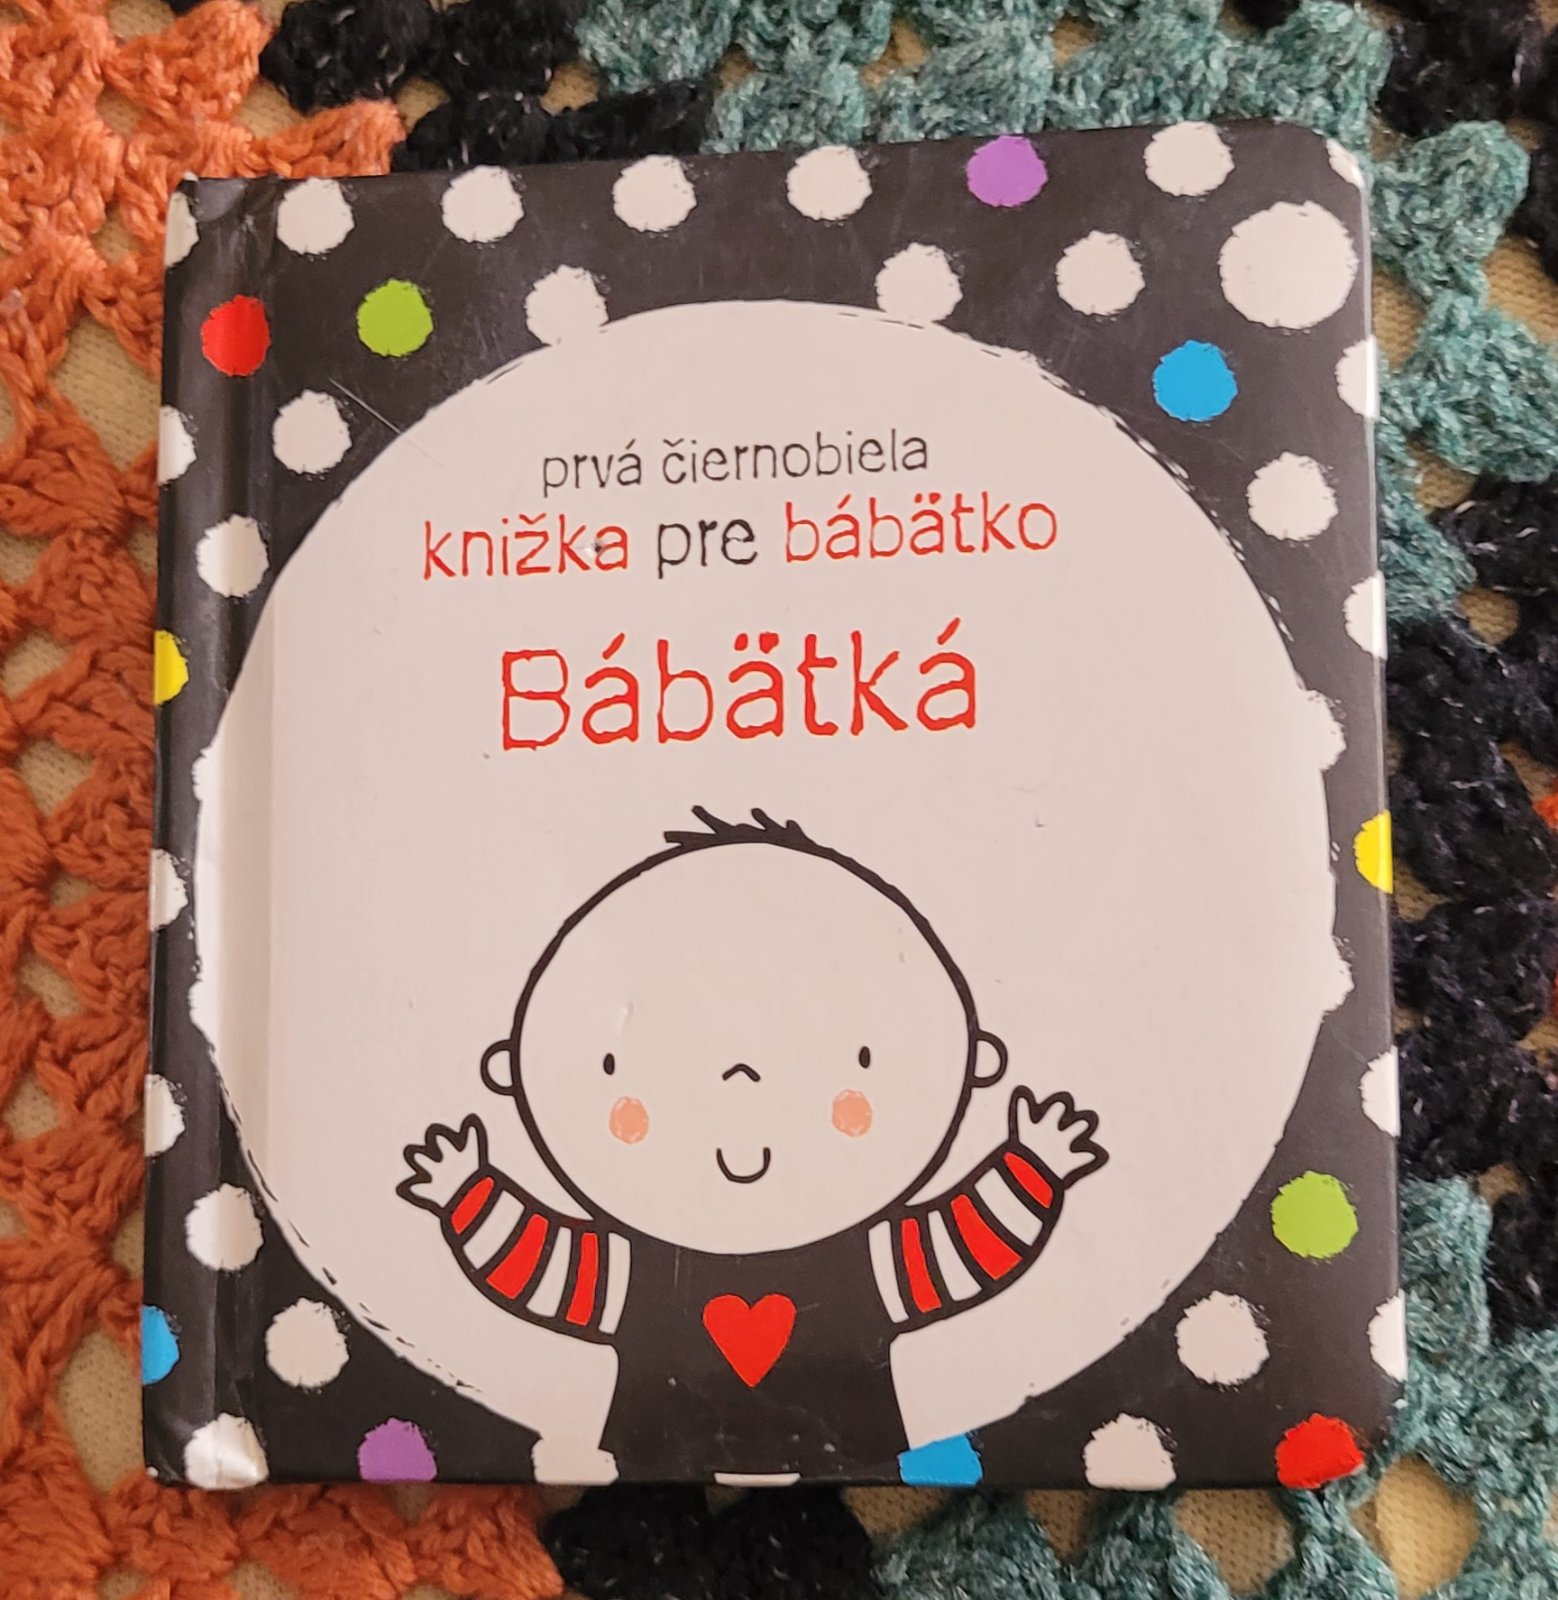 prvá čiernobiela
knižka pre bábätko
Bábätká